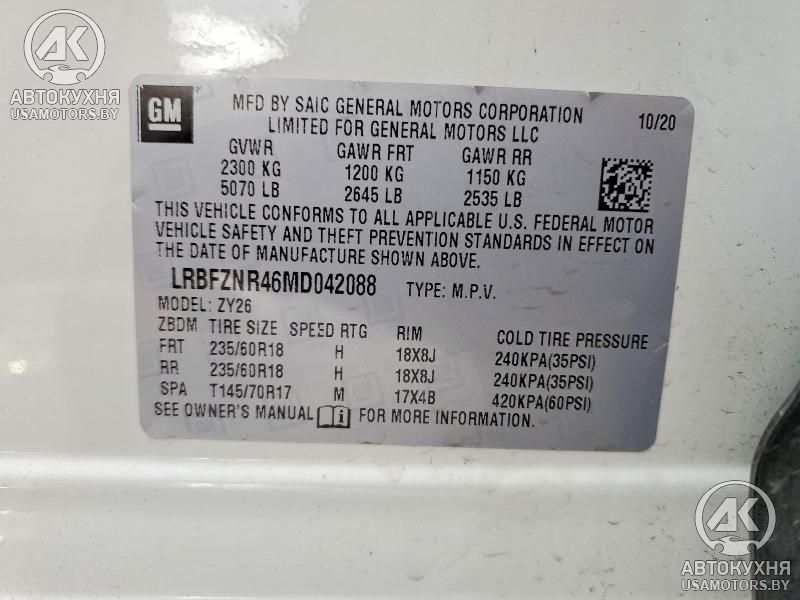 АК
АВТОКУХНЯ
USAMOTORS.BY
GM
MFD BY SAIC GENERAL MOTORS CORPORATION
LIMITED FOR GENERAL MOTORS LLC
10/20
GVWR GAWR FRT GAWR RR
2300 KG 1200 KG 1150 KG
5070 LB 2645 LB 2535 LB
THIS VEHICLE CONFORMS TO ALL APPLICABLE U.S. FEDERAL MOTOR
VEHICLE SAFETY AND THEFT PREVENTION STANDARDS IN EFFECT ON
THE DATE OF MANUFACTURE SHOWN ABOVE.
LRBFZNR46MD042088 TYPE: M.P.V.
MODEL: ZY26
ZBDM TIRE SIZE SPEED RTG RIM COLD TIRE PRESSURE
FRT 235/60R18 H 18X8J 240KPA(35PSI)
RR 235/60R18 H 18X8J 240KPA(35PSI)
SPA T145/70R17 M 17X4B 420KPA(60PSI)
SEE OWNER'S MANUAL i FOR MORE INFORMATION.
АК
АВТОКУХНЯ
USAMOTORS.BY